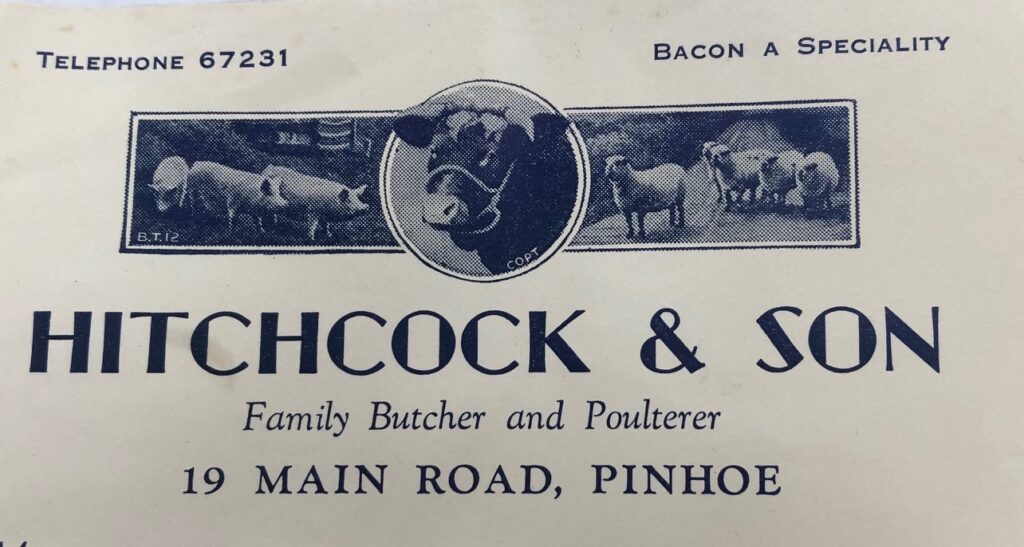 TELEPHONE 67231
BACON A SPECIALITY
B.T.12
COPT
HITCHCOCK & SON
Family Butcher and Poulterer
19 MAIN ROAD, PINHOE